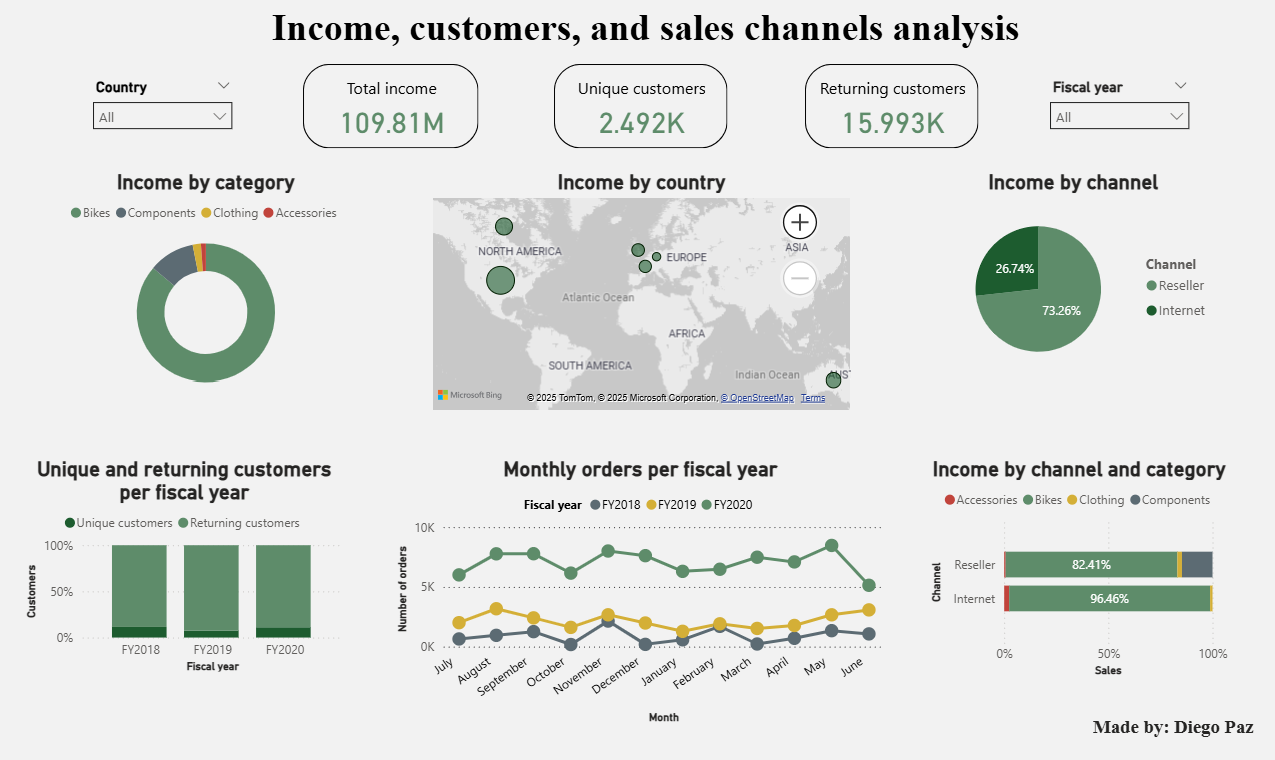 Income, customers, and sales channels analysis
Country
All
Total income
109.81M
Unique customers
2.492K
Returning customers
15.993K
Fiscal year
All
Income by category
Bikes Components Clothing Accessories
Income by country
NORTH AMERICA
EUROPE
ASIA
Atlantic Ocean
AFRICA
SOUTH AMERICA
Indian Ocean
AUST
Microsoft Bing
© 2025 TomTom, © 2025 Microsoft Corporation, © OpenStreetMap Terms
Income by channel
26.74%
73.26%
Channel
Reseller
Internet
Unique and returning customers
per fiscal year
Unique customers Returning customers
100%
50%
0%
Customers
FY2018 FY2019 FY2020
Fiscal year
Monthly orders per fiscal year
Fiscal year FY2018 FY2019 FY2020
10K
5K
0K
Number of orders
July August September October November December January February March April May June
Month
Income by channel and category
Accessories Bikes Clothing Components
Channel
Reseller 82.41%
Internet 96.46%
0% 50% 100%
Sales
Made by: Diego Paz